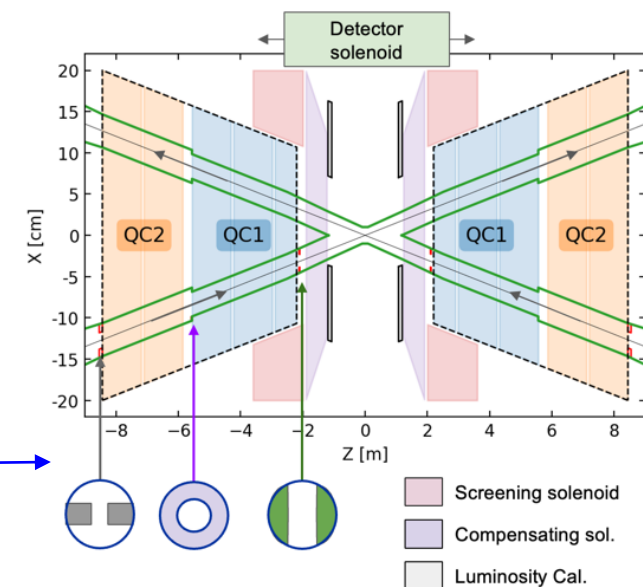 Detector
solenoid
20
15
10
5
0
−5
−10
−15
−20
X [cm]
QC2
QC1
QC1
QC2
−8
−6
−4
−2
0
2
4
6
8
Z [m]
Screening solenoid
Compensating sol.
Luminosity Cal.